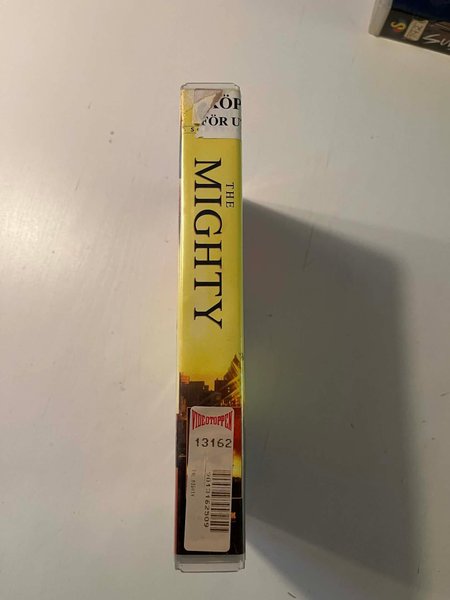 KÖP
FÖR U
S
THE
MIGHTY
VIDEOTOPPEN
13162